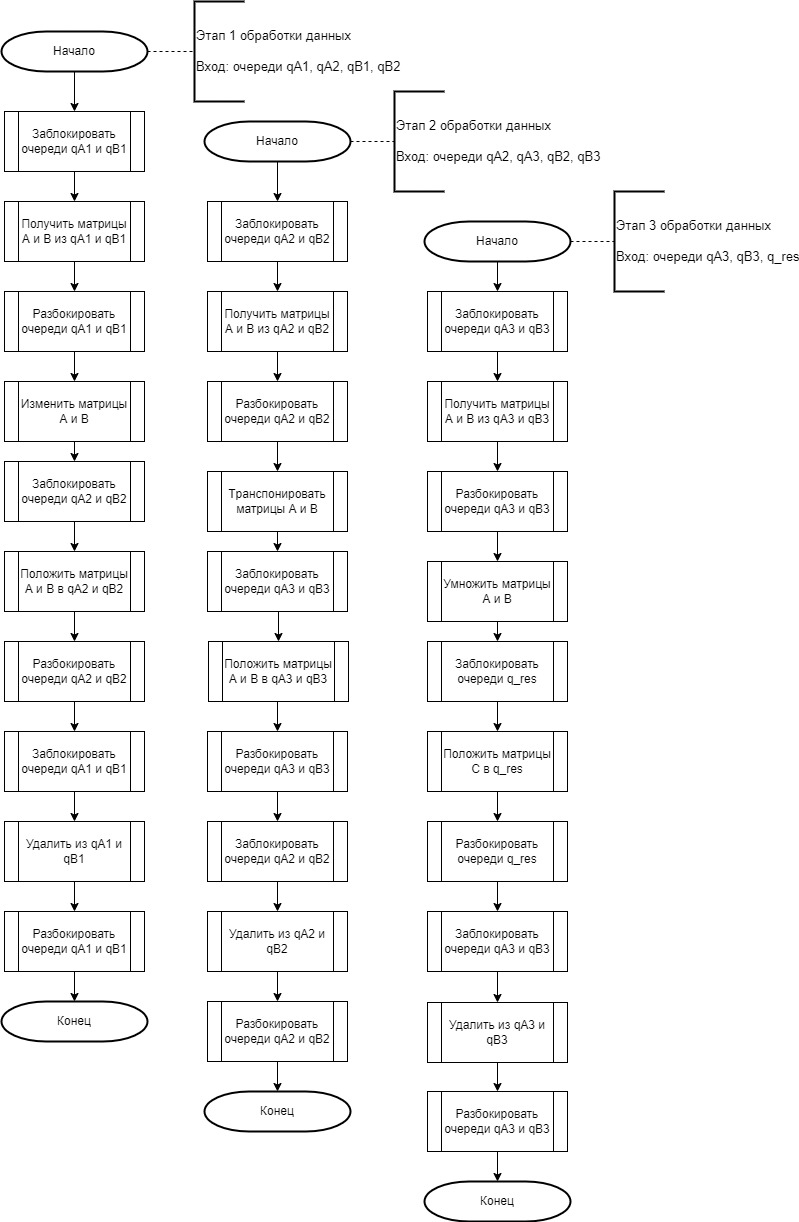 Начало
Этап 1 обработки данных
Вход: очереди qA1, qA2, qB1, qB2
Заблокировать
очереди qA1 и qB1
Получить матрицы
A и B из qA1 и qB1
Разбокировать
очереди qA1 и qB1
Изменить матрицы
A и B
Заблокировать
очереди qA2 и qB2
Положить матрицы
A и B в qA2 и qB2
Разбокировать
очереди qA2 и qB2
Заблокировать
очереди qA1 и qB1
Удалить из qA1 и
qB1
Разбокировать
очереди qA1 и qB1
Конец
Начало
Этап 2 обработки данных
Вход: очереди qA2, qA3, qB2, qB3
Заблокировать
очереди qA2 и qB2
Получить матрицы
A и B из qA2 и qB2
Разбокировать
очереди qA2 и qB2
Транспонировать
матрицы A и B
Заблокировать
очереди qA3 и qB3
Положить матрицы
A и B в qA3 и qB3
Разбокировать
очереди qA3 и qB3
Заблокировать
очереди qA2 и qB2
Удалить из qA2 и
qB2
Разбокировать
очереди qA2 и qB2
Конец
Начало
Этап 3 обработки данных
Вход: очереди qA3, qB3, q_res
Заблокировать
очереди qA3 и qB3
Получить матрицы
A и B из qA3 и qB3
Разбокировать
очереди qA3 и qB3
Умножить матрицы
A и B
Заблокировать
очереди q_res
Положить матрицы
C в q_res
Разбокировать
очереди q_res
Заблокировать
очереди qA3 и qB3
Удалить из qA3 и
qB3
Разбокировать
очереди qA3 и qB3
Конец